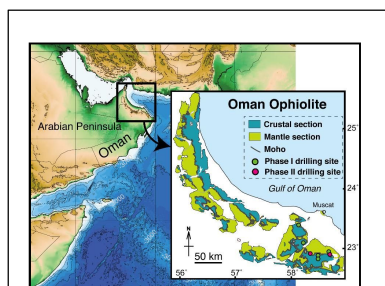 Oman Ophiolite
Crustal section
Mantle section
Moho
Phase I drilling site
Phase II drilling site
Arabian Peninsula
Oman
Gulf of Oman
Muscat
25°
24°
23°
N
50 km
56°
57°
58°